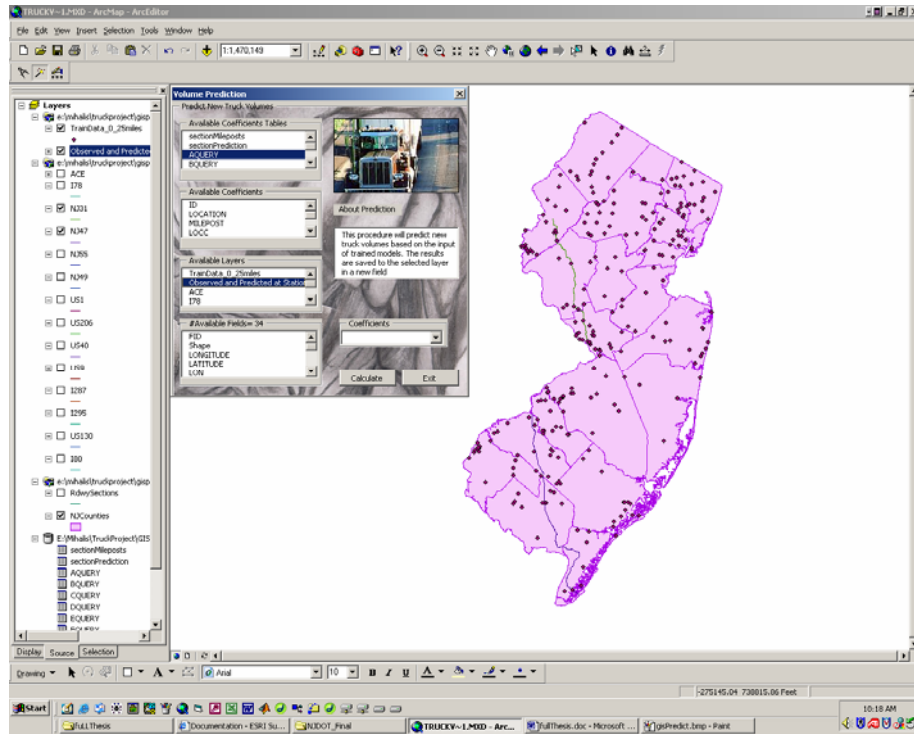 TRUCKY~1.MXD - ArcMap - ArcEditor
File Edit View Insert Selection Tools Window Help
1:1,470,149
Layers
e:\mihalis\truckproject\gisp
TrainData_0_25miles
Observed and Predicte
e:\mihalis\truckproject\gisp
ACE
I78
NJ31
NJ47
NJ55
NJ49
US1
US206
US40
US9
I287
I295
US130
I80
e:\mihalis\truckproject\gisp
RdwySections
NJCounties
E:\Mihalis\TruckProject\GIS
sectionMileposts
sectionPrediction
AQUERY
BQUERY
CQUERY
DQUERY
EQUERY
Display Source Selection
Volume Prediction
Predict New Truck Volumes
Available Coefficients Tables
sectionMileposts
sectionPrediction
AQUERY
BQUERY
Available Coefficients
ID
LOCATION
MILEPOST
LOCC
Available Layers
TrainData_0_25miles
Observed and Predicted at Station
ACE
I78
#Available Fields= 34
FID
Shape
LONGITUDE
LATITUDE
LON
About Prediction
This procedure will predict new
truck volumes based on the input
of trained models. The results
are saved to the selected layer
in a new field
Coefficients
Calculate Exit
Drawing Arial 10 B I U
-275145.04 738815.06 Feet
Start 10:18 AM
FuLL Thesis Documentation - ESRI Su... NJDOT_Final TRUCKY~1.MXD - Arc... fullThesis.doc - Microsoft ... gisPredict.bmp - Paint